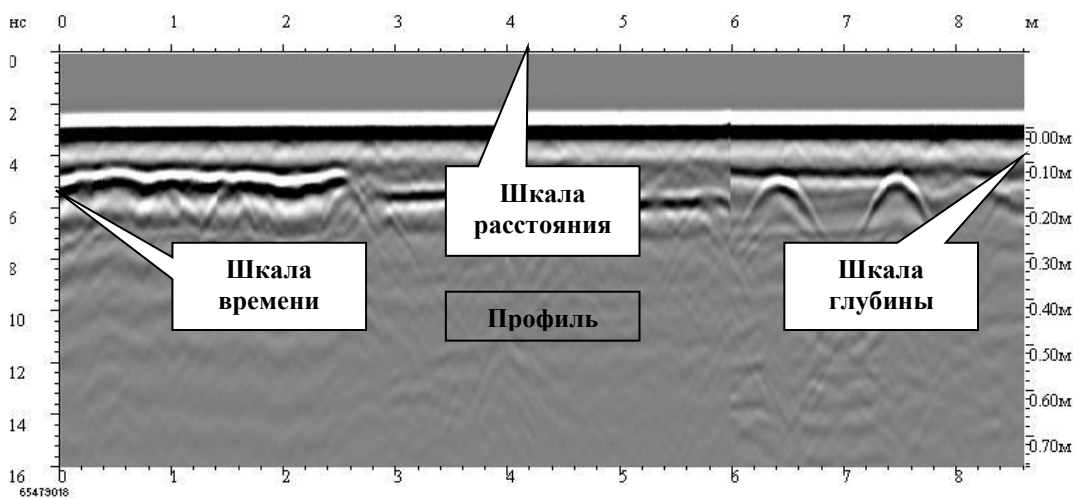 нс 0 1 2 3 4 5 6 7 8 м
0
2
4
6
8
10
12
14
16
0.00м
0.10м
0.20м
0.30м
0.40м
0.50м
0.60м
0.70м
Шкала
расстояния
Шкала
времени
Шкала
глубины
Профиль
0 1 2 3 4 5 6 7 8
65479018